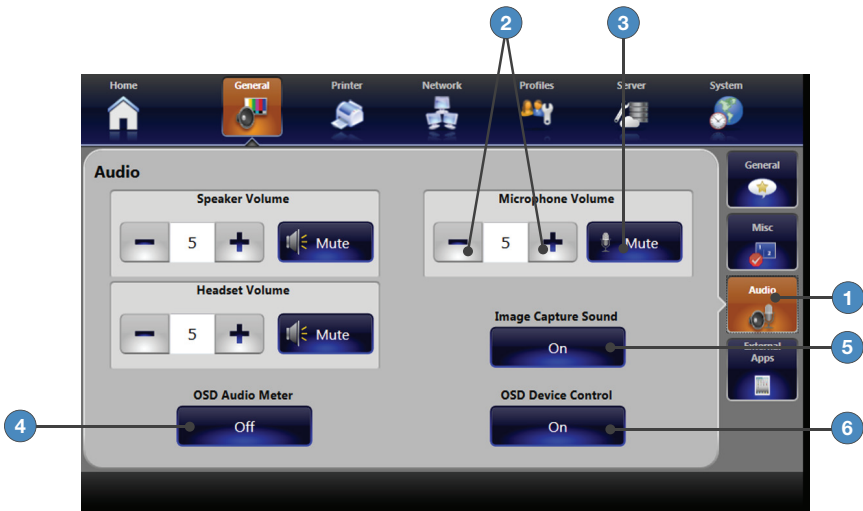 2 3
Home General Printer Network Profiles Server System
Audio
General
Speaker Volume Microphone Volume
Misc
5 Mute 5 Mute
Headset Volume Audio 1
Image Capture Sound
5 Mute
On External 5
Apps
OSD Audio Meter OSD Device Control
4 Off On 6